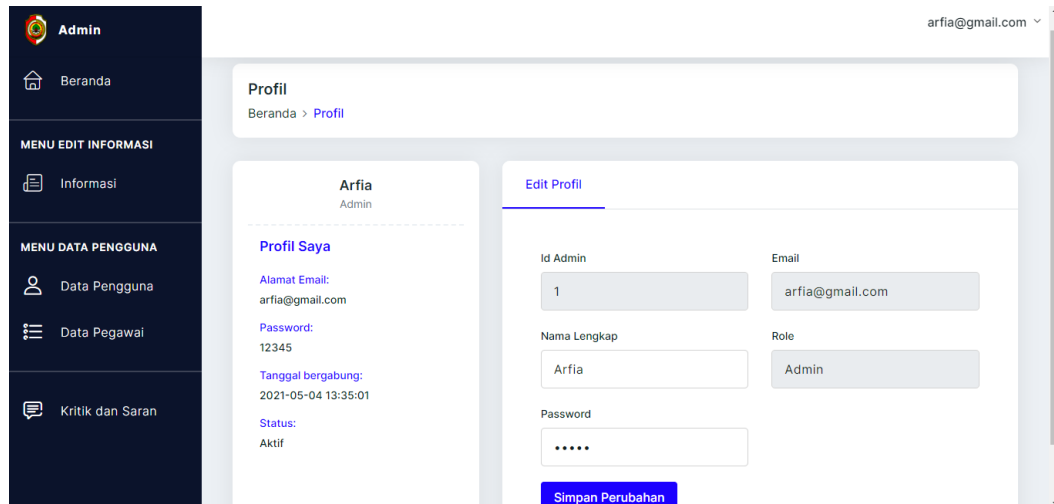 Admin
arfia@gmail.com
Beranda
MENU EDIT INFORMASI
Informasi
MENU DATA PENGGUNA
Data Pengguna
Data Pegawai
Kritik dan Saran
Profil
Beranda > Profil
Arfia
Admin
Profil Saya
Alamat Email:
arfia@gmail.com
Password:
12345
Tanggal bergabung:
2021-05-04 13:35:01
Status:
Aktif
Edit Profil
Id Admin
1
Email
arfia@gmail.com
Nama Lengkap
Arfia
Role
Admin
Password
•••••
Simpan Perubahan